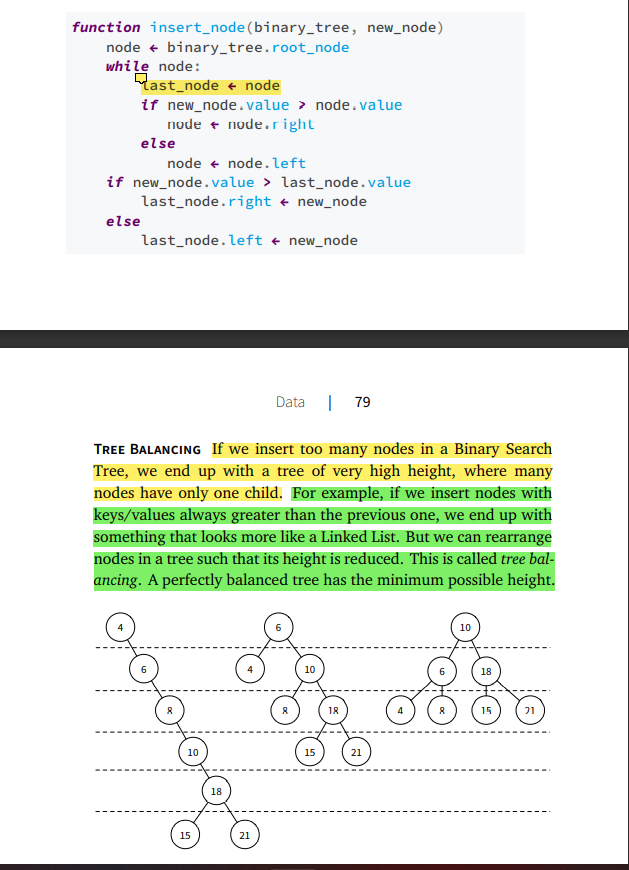 function insert_node(binary_tree, new_node)
node ← binary_tree.root_node
while node:
last_node ← node
if new_node.value > node.value
node ← node.right
else
node ← node.left
if new_node.value > last_node.value
last_node.right ← new_node
else
last_node.left ← new_node
Data | 79
TREE BALANCING If we insert too many nodes in a Binary Search
Tree, we end up with a tree of very high height, where many
nodes have only one child. For example, if we insert nodes with
keys/values always greater than the previous one, we end up with
something that looks more like a Linked List. But we can rearrange
nodes in a tree such that its height is reduced. This is called tree bal-
ancing. A perfectly balanced tree has the minimum possible height.
4 6 10
6 4 10 6 18
8 8 18 4 8 15 21
10 15 21
18
15 21